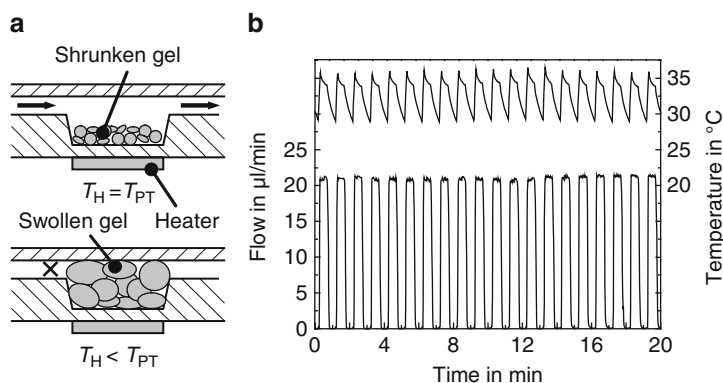 a
Shrunken gel
T_H = T_PT
Heater
Swollen gel
T_H < T_PT
b
Flow in µl/min
25
20
15
10
5
0
35
30
25
20
Temperature in °C
0 4 8 12 16 20
Time in min